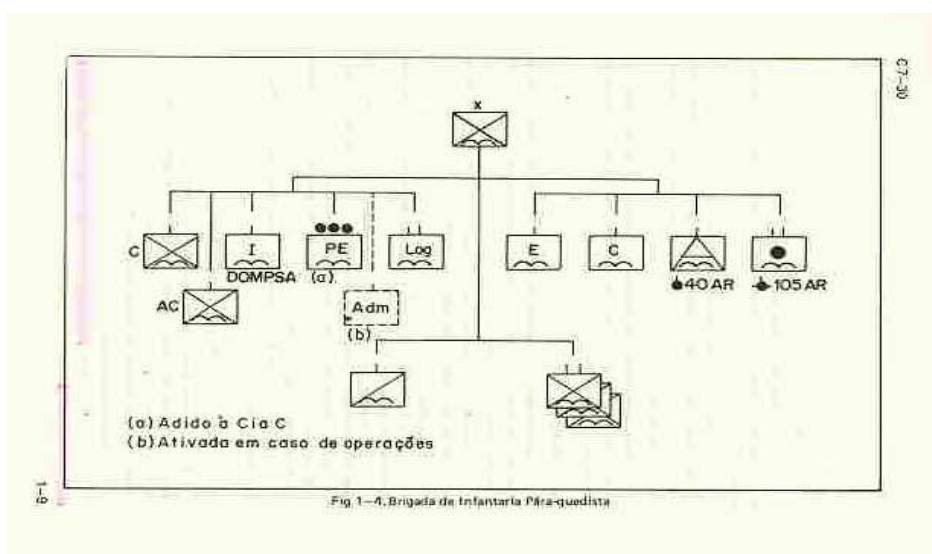 C7-30
x
C
I
PE
Log
E
C
DOMPSA
(a).
40 AR
105 AR
AC
Adm
(b)
(a) Adido à Cia C
(b) Ativada em caso de operações
1-9
Fig 1-4. Brigada de Infantaria Pára-quedista